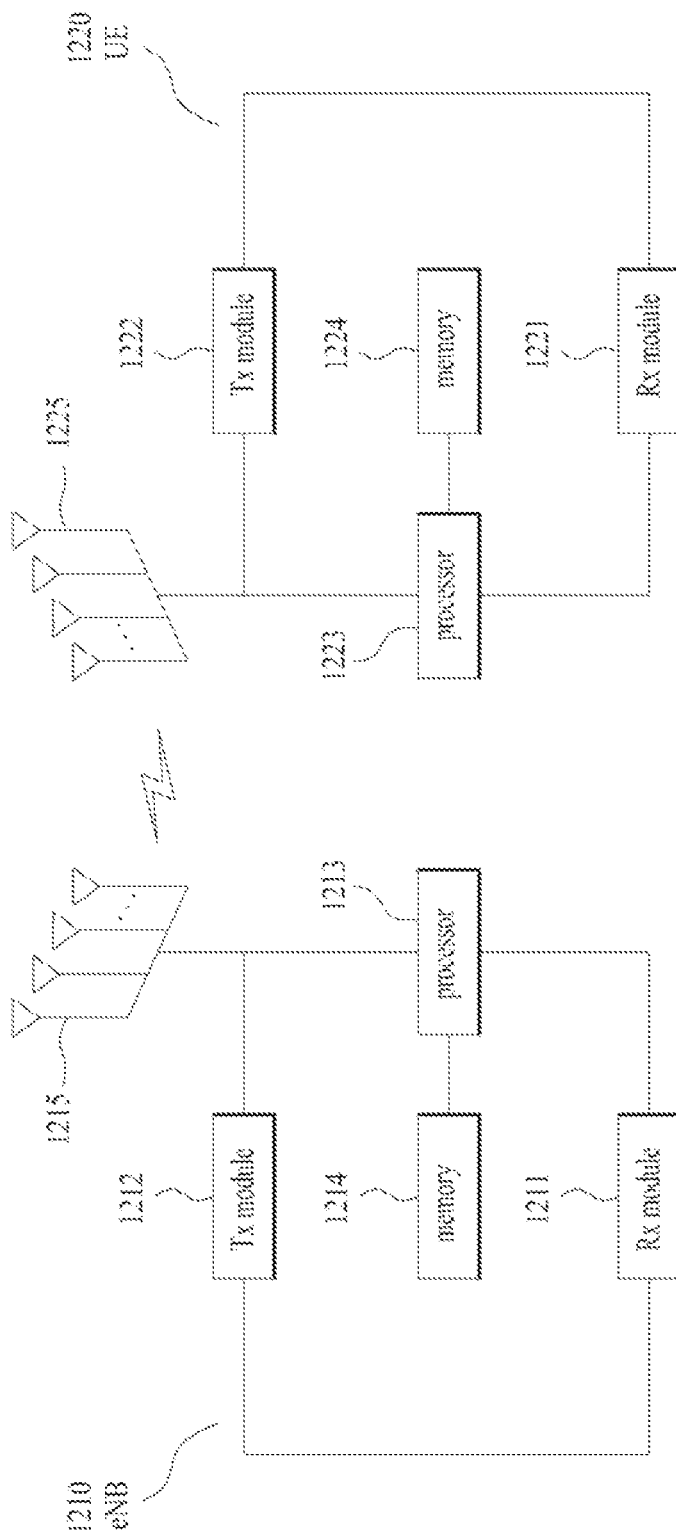 1210
eNB
1215
1212
Tx module
1213
1214
memory
processor
1211
Rx module
1220
UE
1225
1222
Tx module
1223
1224
processor
memory
1221
Rx module